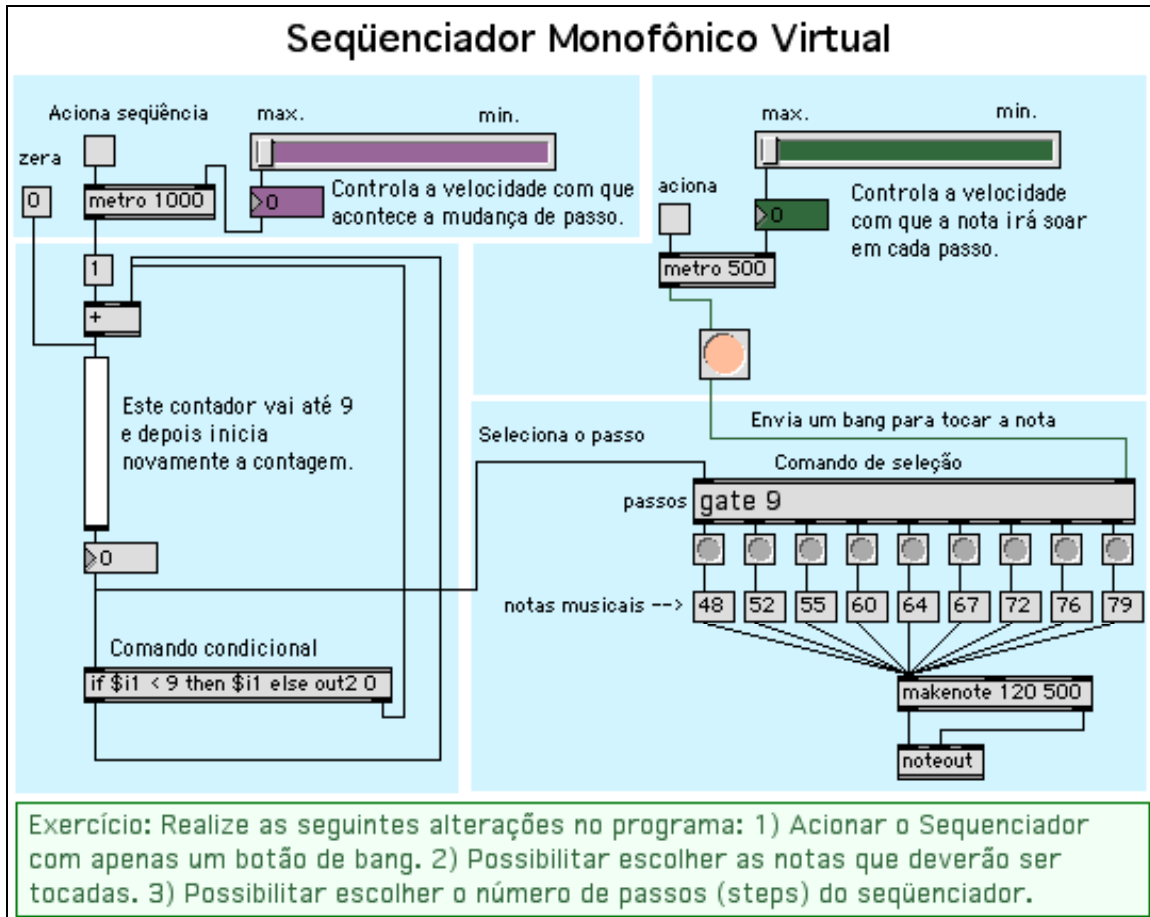 Seqüenciador Monofônico Virtual
Aciona seqüência
max.
min.
zera
0
metro 1000
0
Controla a velocidade com que
acontece a mudança de passo.
max.
min.
aciona
0
Controla a velocidade
com que a nota irá soar
em cada passo.
metro 500
1
+
Este contador vai até 9
e depois inicia
novamente a contagem.
0
Comando condicional
if $i1 < 9 then $i1 else out2 0
Seleciona o passo
Envia um bang para tocar a nota
Comando de seleção
passos
gate 9
notas musicais -->
48 52 55 60 64 67 72 76 79
makenote 120 500
noteout
Exercício: Realize as seguintes alterações no programa: 1) Acionar o Sequenciador
com apenas um botão de bang. 2) Possibilitar escolher as notas que deverão ser
tocadas. 3) Possibilitar escolher o número de passos (steps) do seqüenciador.